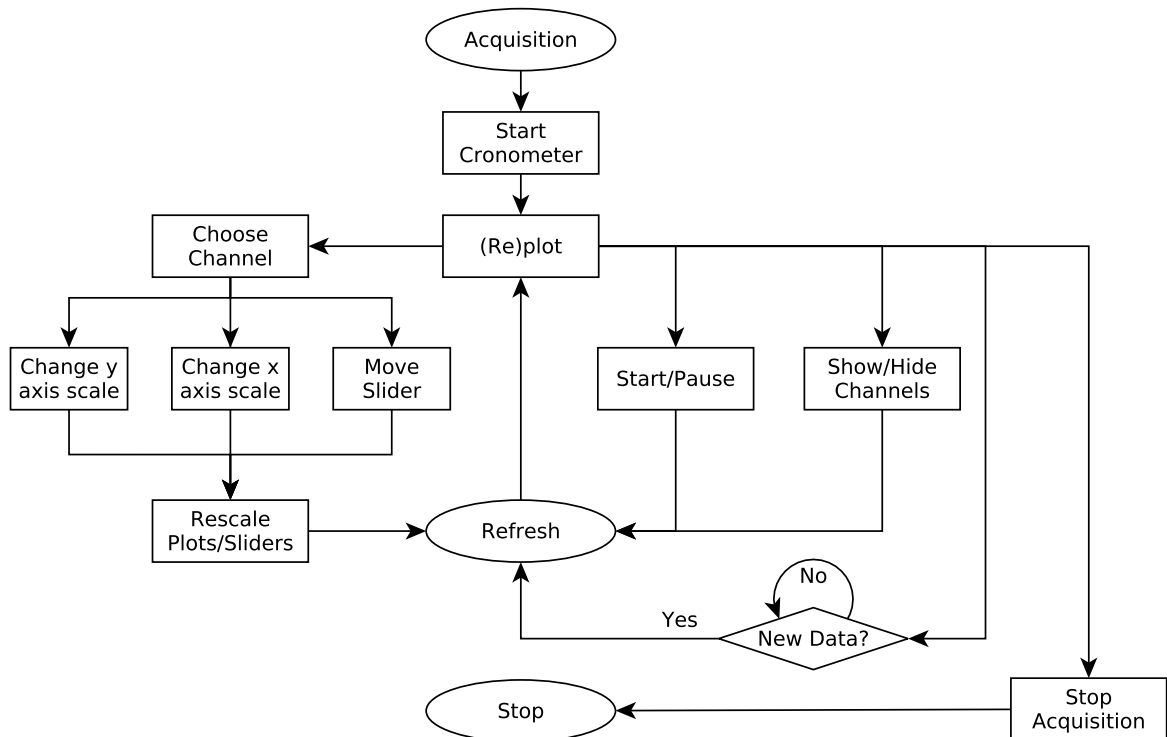 Acquisition
Start
Cronometer
Choose
Channel
(Re)plot
Change y
axis scale
Change x
axis scale
Move
Slider
Start/Pause
Show/Hide
Channels
Rescale
Plots/Sliders
Refresh
No
Yes
New Data?
Stop
Stop
Acquisition